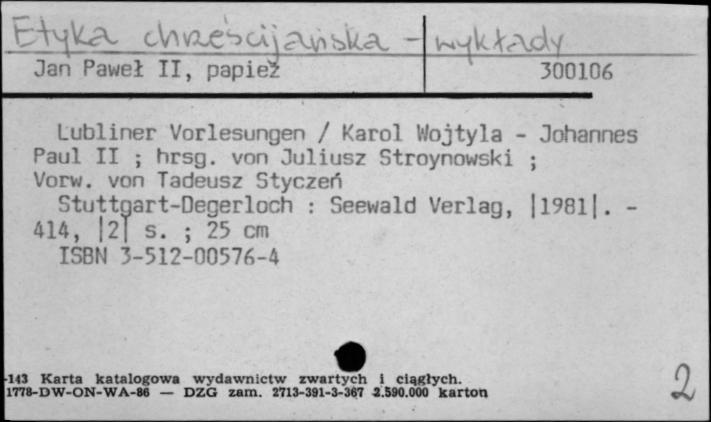 Etyka chrześcijańska - wykłady
Jan Paweł II, papież 300106
Lubliner Vorlesungen / Karol Wojtyla - Johannes
Paul II ; hrsg. von Juliusz Stroynowski ;
Vorw. von Tadeusz Styczeń
Stuttgart-Degerloch : Seewald Verlag, |1981|. -
414, |2| s. ; 25 cm
ISBN 3-512-00576-4
-143 Karta katalogowa wydawnictw zwartych i ciągłych.
1778-DW-ON-WA-86 — DZG zam. 2713-391-3-367 2.590.000 karton
2